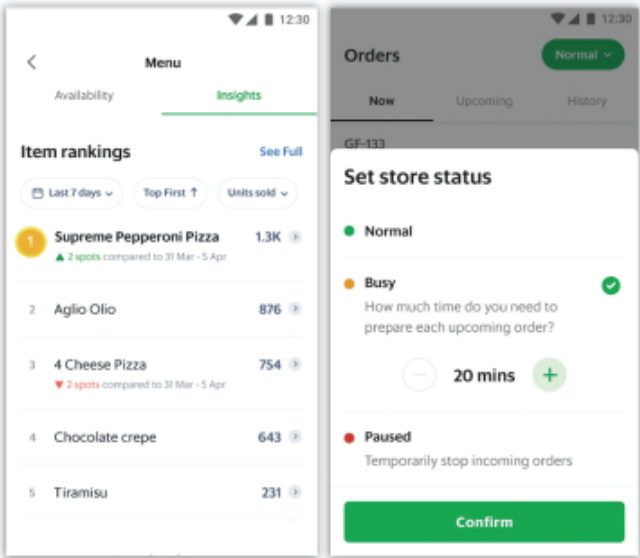 12:30
Menu
Availability
Insights
Item rankings
See Full
Last 7 days
Top First ↑
Units sold
1
Supreme Pepperoni Pizza
1.3K
▲ 2 spots compared to 31 Mar - 5 Apr
2
Aglio Olio
876
3
4 Cheese Pizza
754
▼ 2 spots compared to 31 Mar - 5 Apr
4
Chocolate crepe
643
5
Tiramisu
231
12:30
Orders
Normal
Now
Upcoming
History
GF-133
Set store status
Normal
Busy
How much time do you need to
prepare each upcoming order?
20 mins
Paused
Temporarily stop incoming orders
Confirm